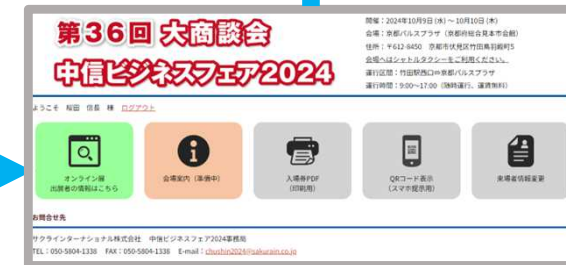 第36回 大商談会
中信ビジネスフェア2024
開催：2024年10月9日(水) ～ 10月10日(木)
会場：京都パルスプラザ（京都府総合見本市会館）
住所：〒612-8450 京都市伏見区竹田鳥羽殿町5
会場へはシャトルタクシーをご利用ください。
運行区間：竹田駅西口⇔京都パルスプラザ
運行時間：9:00～17:00（随時運行、運賃無料）
ようこそ 桜田 信長 様 ログアウト
オンライン展
出展者の情報はこちら
会場案内（準備中）
入場券PDF
（印刷用）
QRコード表示
（スマホ提示用）
来場者情報変更
お問合せ先
サクラインターナショナル株式会社 中信ビジネスフェア2024事務局
TEL：050-5804-1338 FAX：050-5804-1338 E-mail：chushin2024@sakurain.co.jp